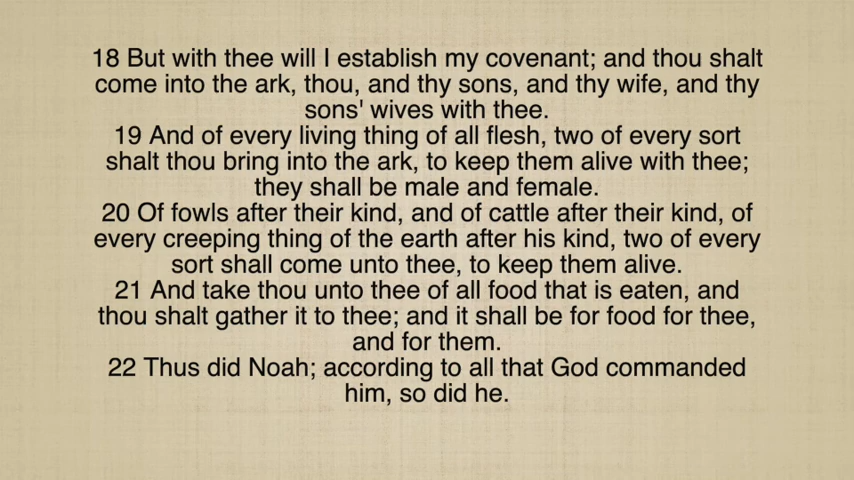 18 But with thee will I establish my covenant; and thou shalt
come into the ark, thou, and thy sons, and thy wife, and thy
sons' wives with thee.
19 And of every living thing of all flesh, two of every sort
shalt thou bring into the ark, to keep them alive with thee;
they shall be male and female.
20 Of fowls after their kind, and of cattle after their kind, of
every creeping thing of the earth after his kind, two of every
sort shall come unto thee, to keep them alive.
21 And take thou unto thee of all food that is eaten, and
thou shalt gather it to thee; and it shall be for food for thee,
and for them.
22 Thus did Noah; according to all that God commanded
him, so did he.